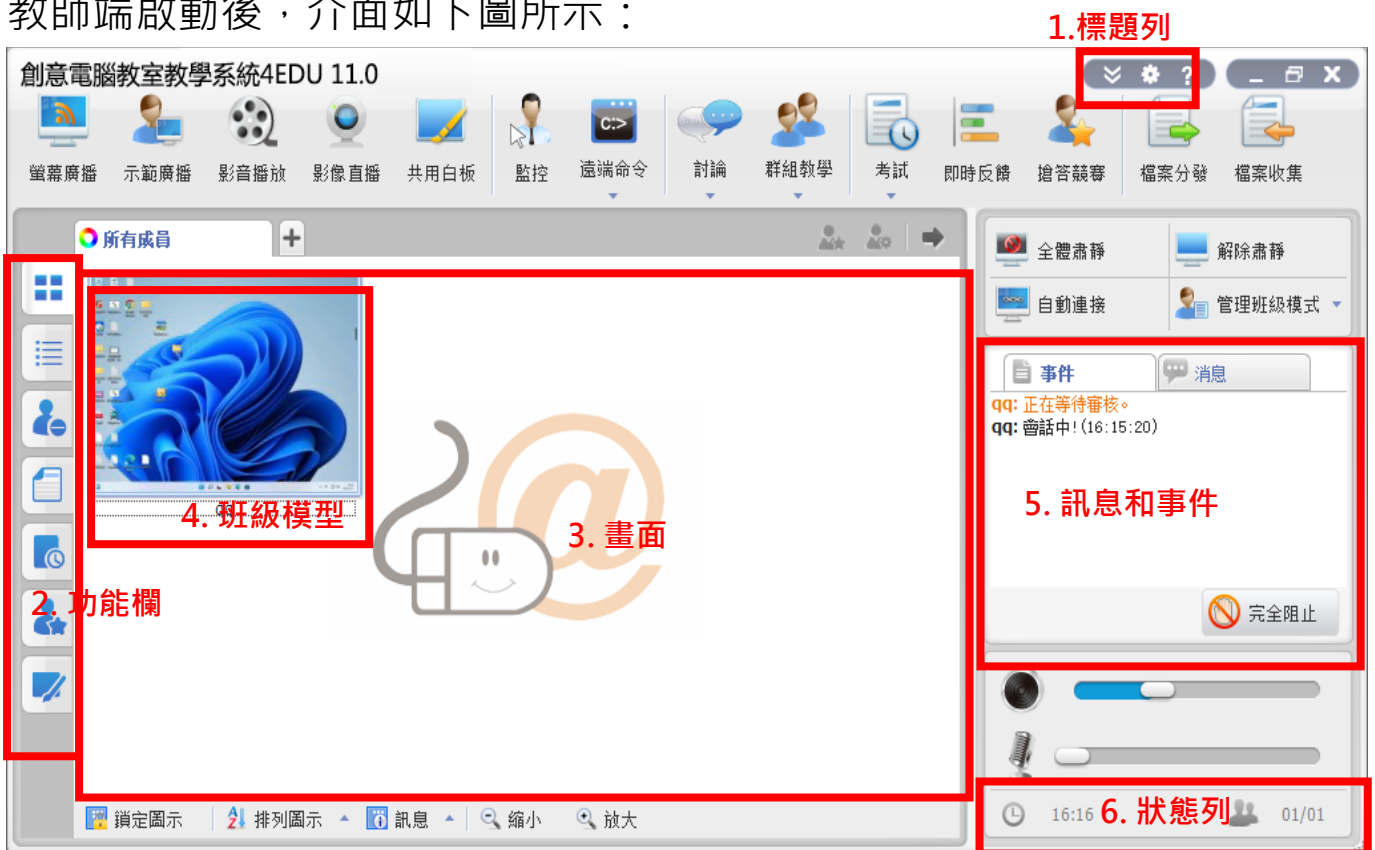 教師端啟動後，介面如下圖所示：
1.標題列
創意電腦教室教學系統4EDU 11.0
C:>
螢幕廣播 示範廣播 影音播放 影像直播 共用白板 監控 遠端命令 討論 群組教學 考試 即時反饋 搶答競賽 檔案分發 檔案收集
所有成員
全體肅靜 解除肅靜
自動連接 管理班級模式
事件 消息
qq: 正在等待審核。
qq: 會話中!(16:15:20)
4. 班級模型
5. 訊息和事件
3. 畫面
2. 功能欄
完全阻止
鎖定圖示 排列圖示 訊息 縮小 放大
16:16 6. 狀態列 01/01